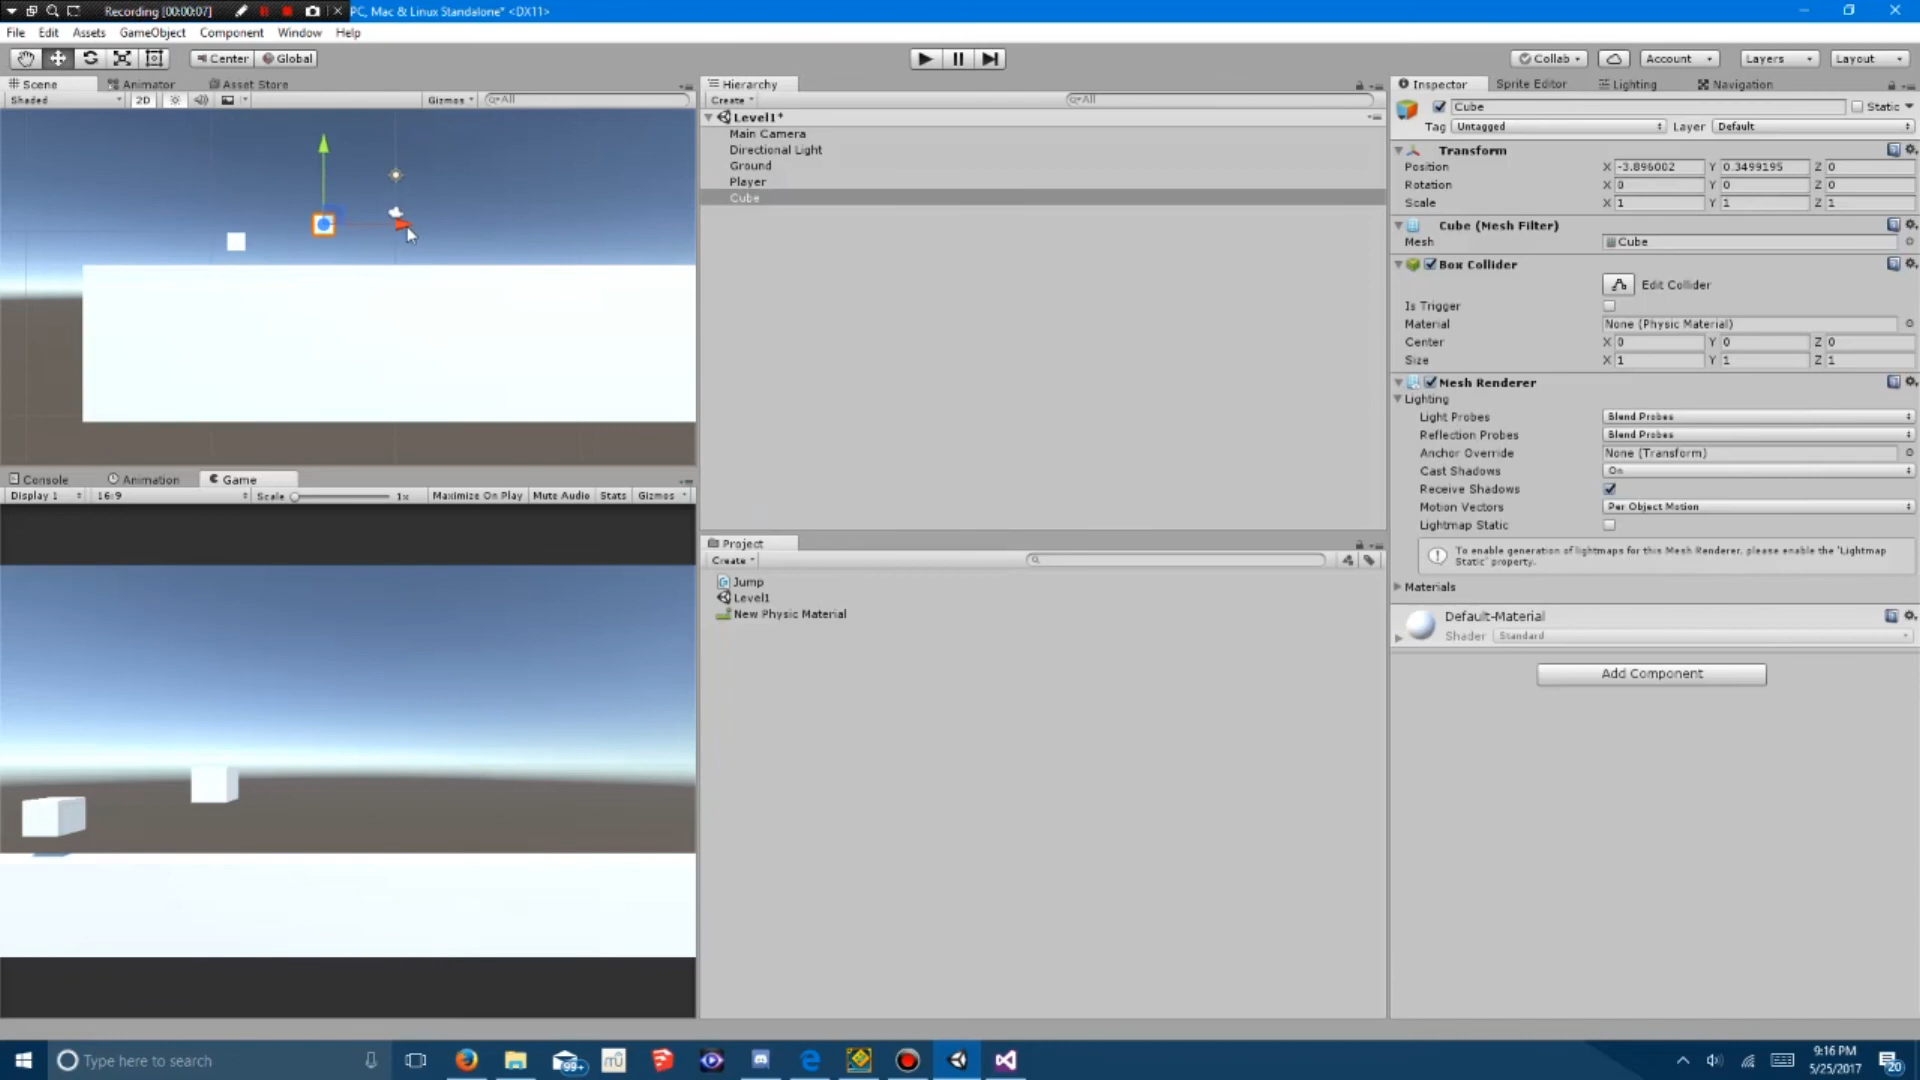 Recording [00:00:07]
PC, Mac & Linux Standalone* <DX11>
File Edit Assets GameObject Component Window Help
Center Global
Collab Account Layers Layout
Scene Animator Asset Store
Shaded 2D Gizmos All
Hierarchy
Create All
Level1*
Main Camera
Directional Light
Ground
Player
Cube
Inspector Sprite Editor Lighting Navigation
Cube Static
Tag Untagged Layer Default
Transform
Position X -3.896002 Y 0.3499195 Z 0
Rotation X 0 Y 0 Z 0
Scale X 1 Y 1 Z 1
Cube (Mesh Filter)
Mesh Cube
Box Collider
Edit Collider
Is Trigger
Material None (Physic Material)
Center X 0 Y 0 Z 0
Size X 1 Y 1 Z 1
Mesh Renderer
Lighting
Light Probes Blend Probes
Reflection Probes Blend Probes
Anchor Override None (Transform)
Cast Shadows On
Receive Shadows
Motion Vectors Per Object Motion
Lightmap Static
To enable generation of lightmaps for this Mesh Renderer, please enable the 'Lightmap
Static' property.
Materials
Default-Material
Shader Standard
Add Component
Console Animation Game
Display 1 16:9 Scale 1x Maximize On Play Mute Audio Stats Gizmos
Project
Create
Jump
Level1
New Physic Material
Type here to search
99+
mû
9:16 PM
5/25/2017
20